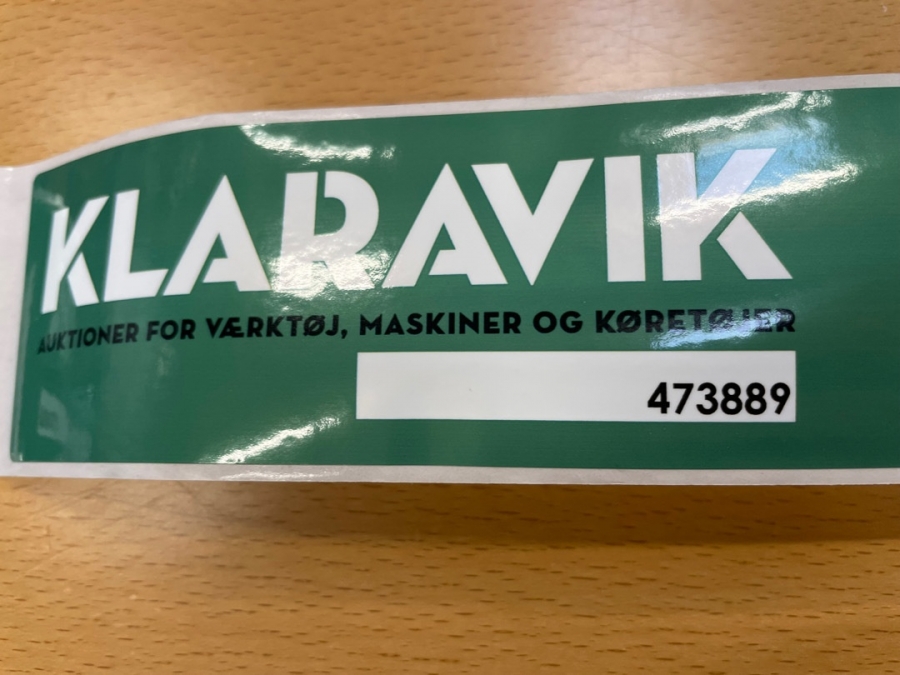 KLARAVIK
AUKTIONER FOR VÆRKTØJ, MASKINER OG KØRETØJER
473889